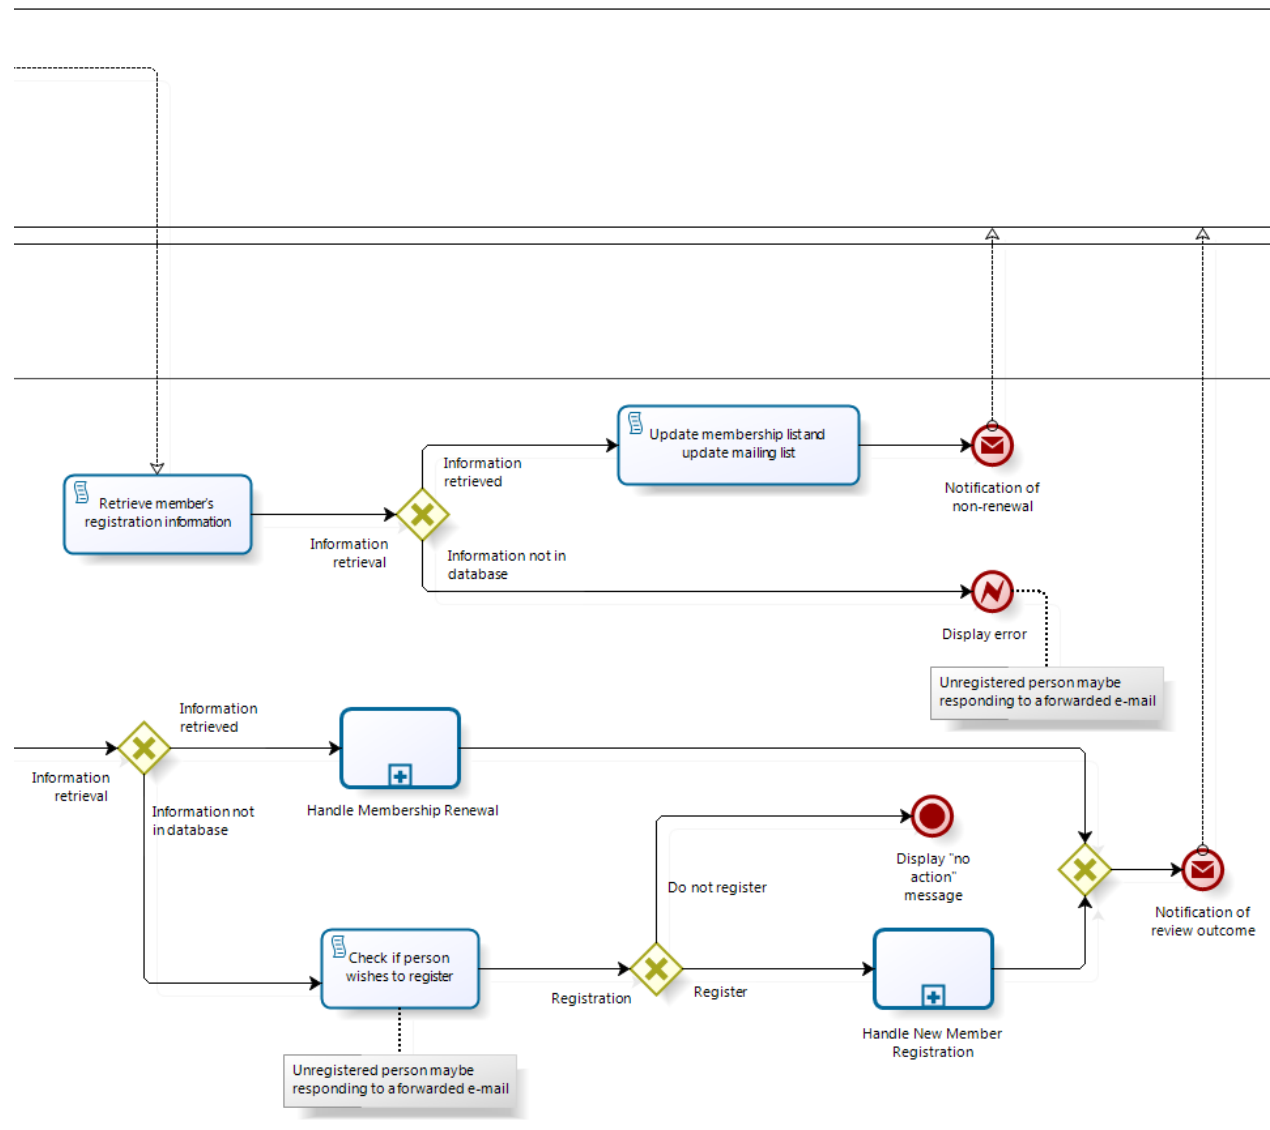 Retrieve member's
registration information
Information
retrieval
Information
retrieved
Update membership list and
update mailing list
Notification of
non-renewal
Information not in
database
Display error
Unregistered person maybe
responding to a forwarded e-mail
Information
retrieval
Information
retrieved
Handle Membership Renewal
Information not
in database
Check if person
wishes to register
Unregistered person maybe
responding to a forwarded e-mail
Registration
Do not register
Display "no
action"
message
Register
Handle New Member
Registration
Notification of
review outcome